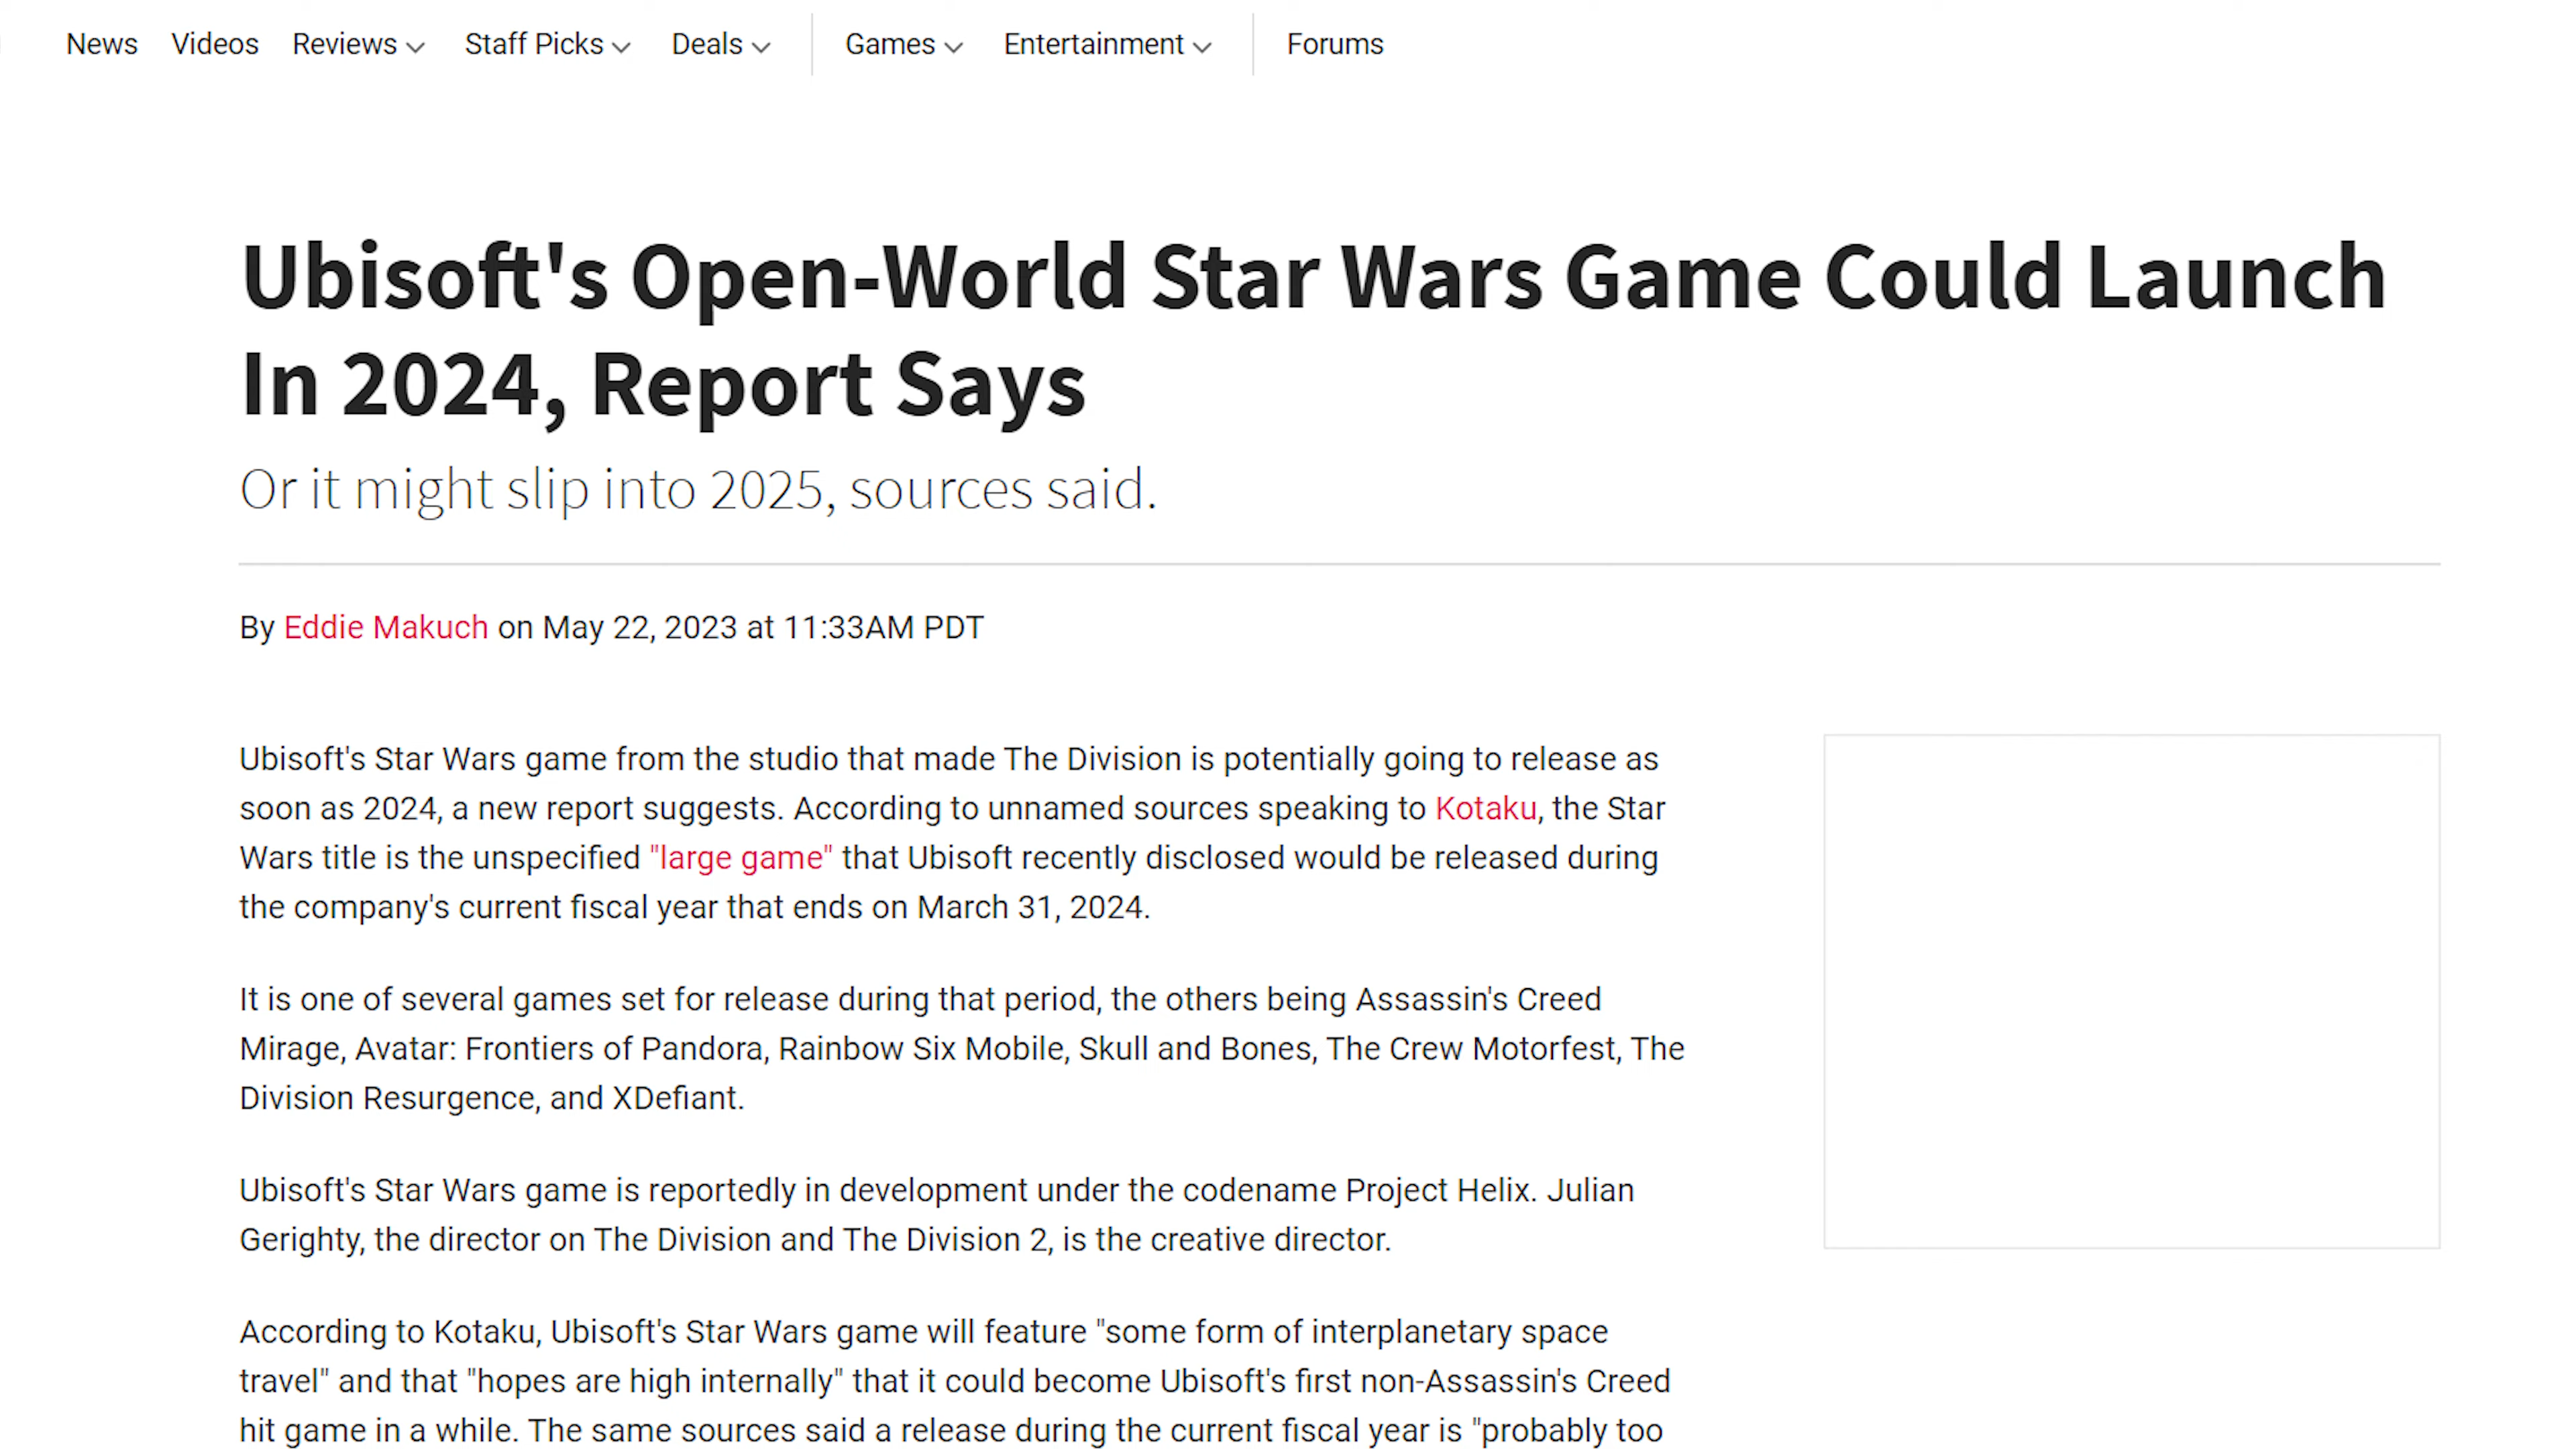 News Videos Reviews Staff Picks Deals Games Entertainment Forums
Ubisoft's Open-World Star Wars Game Could Launch
In 2024, Report Says
Or it might slip into 2025, sources said.
By Eddie Makuch on May 22, 2023 at 11:33AM PDT
Ubisoft's Star Wars game from the studio that made The Division is potentially going to release as
soon as 2024, a new report suggests. According to unnamed sources speaking to Kotaku, the Star
Wars title is the unspecified "large game" that Ubisoft recently disclosed would be released during
the company's current fiscal year that ends on March 31, 2024.
It is one of several games set for release during that period, the others being Assassin's Creed
Mirage, Avatar: Frontiers of Pandora, Rainbow Six Mobile, Skull and Bones, The Crew Motorfest, The
Division Resurgence, and XDefiant.
Ubisoft's Star Wars game is reportedly in development under the codename Project Helix. Julian
Gerighty, the director on The Division and The Division 2, is the creative director.
According to Kotaku, Ubisoft's Star Wars game will feature "some form of interplanetary space
travel" and that "hopes are high internally" that it could become Ubisoft's first non-Assassin's Creed
hit game in a while. The same sources said a release during the current fiscal year is "probably too